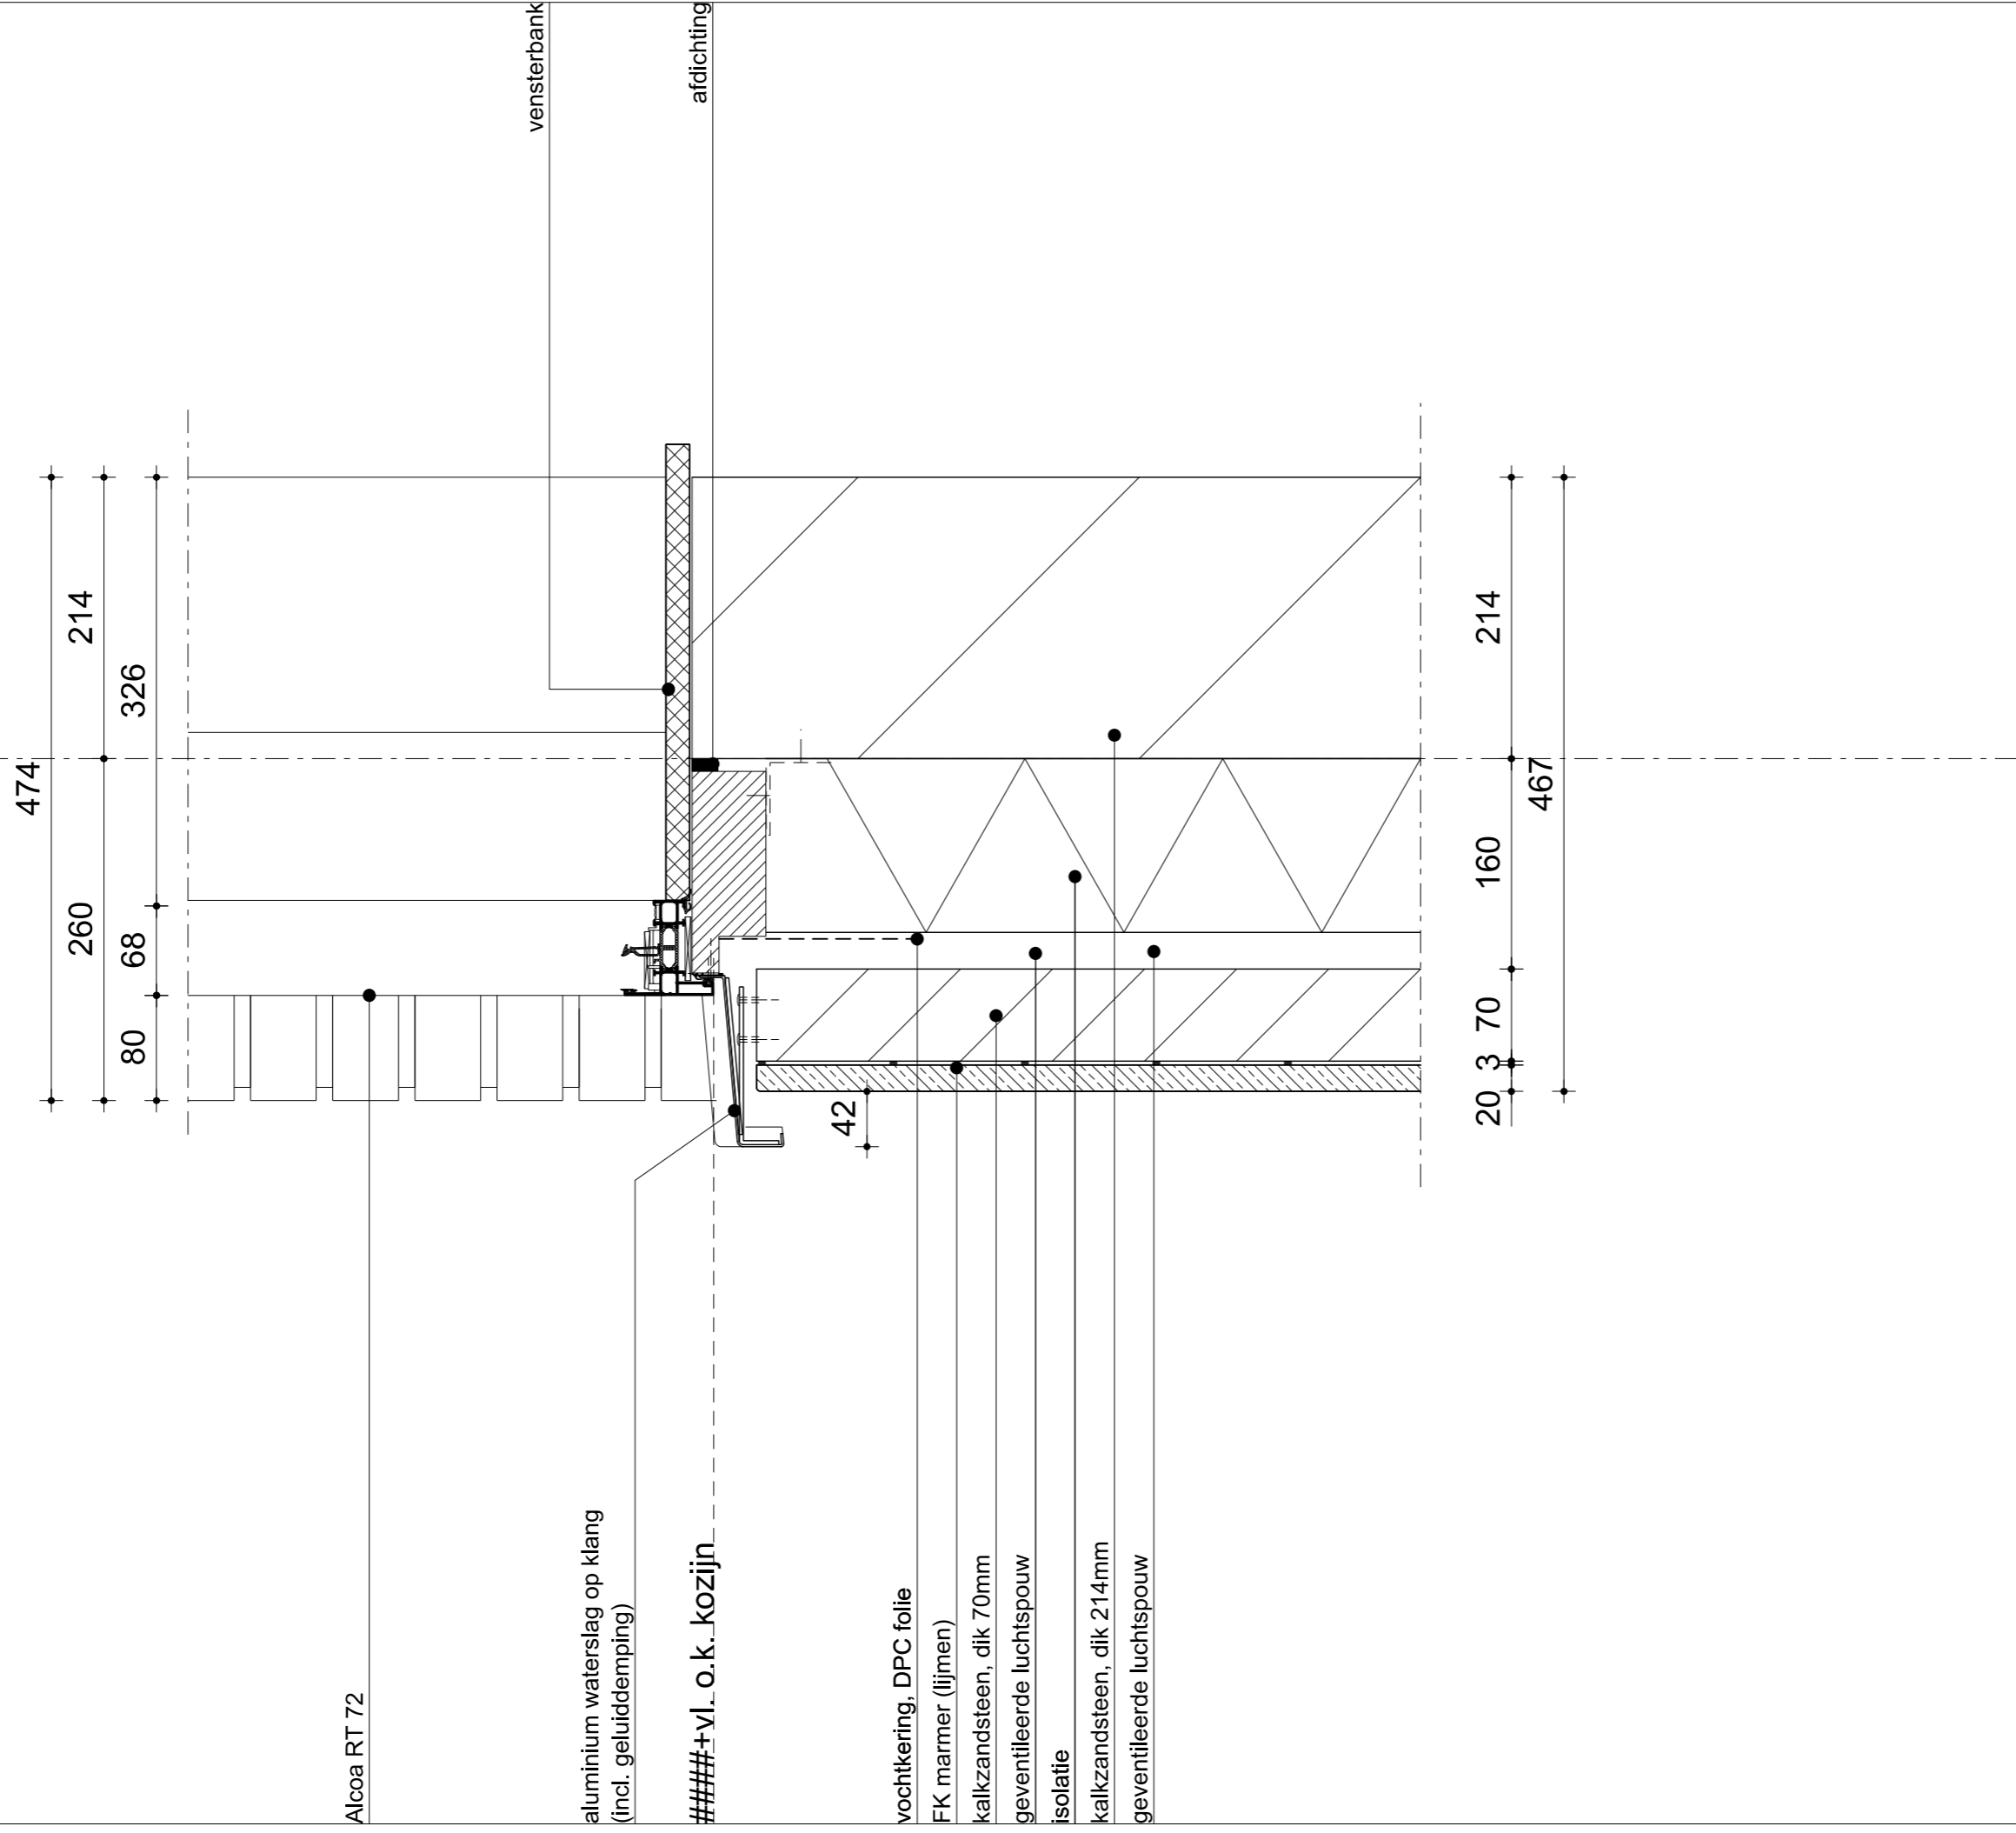 vensterbank
afdichting
474
214
260
326
68
80
214
160
70
3
20
467
42
Alcoa RT 72
aluminium waterslag op klang
(incl. geluiddemping)
####+vl. o.k. kozijn
vochtkering, DPC folie
FK marmer (lijmen)
kalkzandsteen, dik 70mm
geventileerde luchtspouw
isolatie
kalkzandsteen, dik 214mm
geventileerde luchtspouw